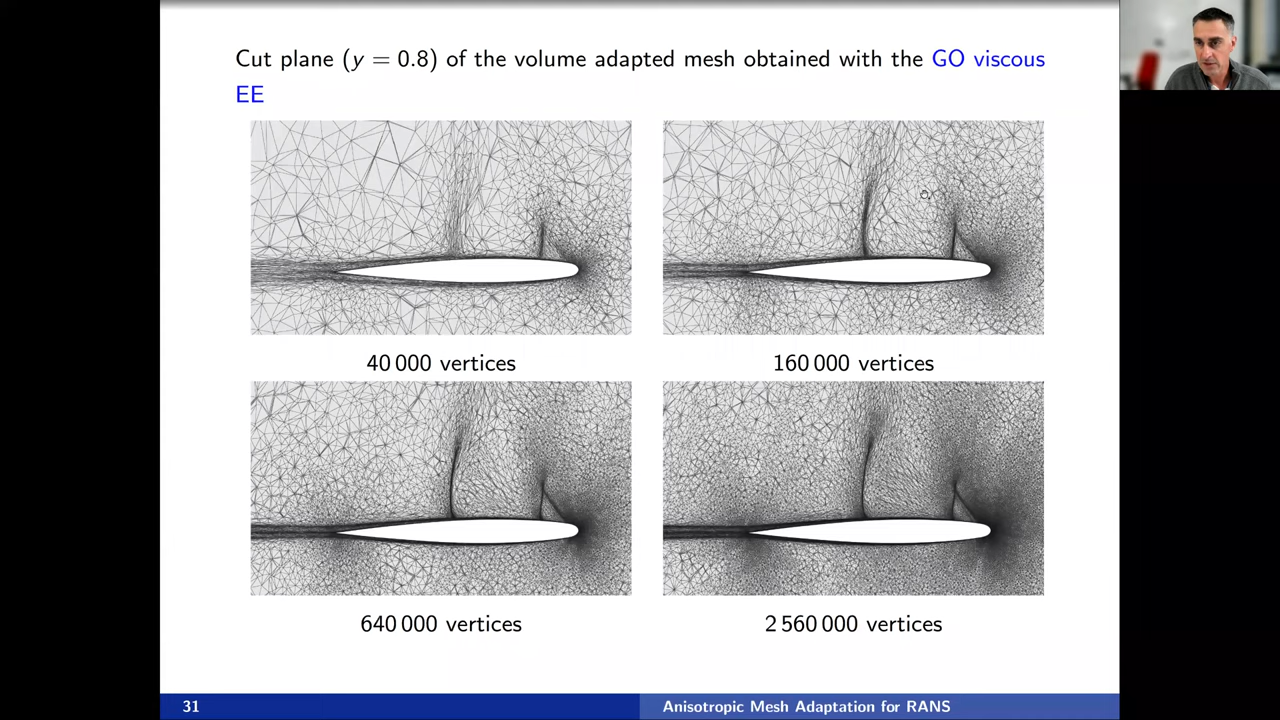 Cut plane (y = 0.8) of the volume adapted mesh obtained with the GO viscous
EE
40 000 vertices
160 000 vertices
640 000 vertices
2 560 000 vertices
31
Anisotropic Mesh Adaptation for RANS